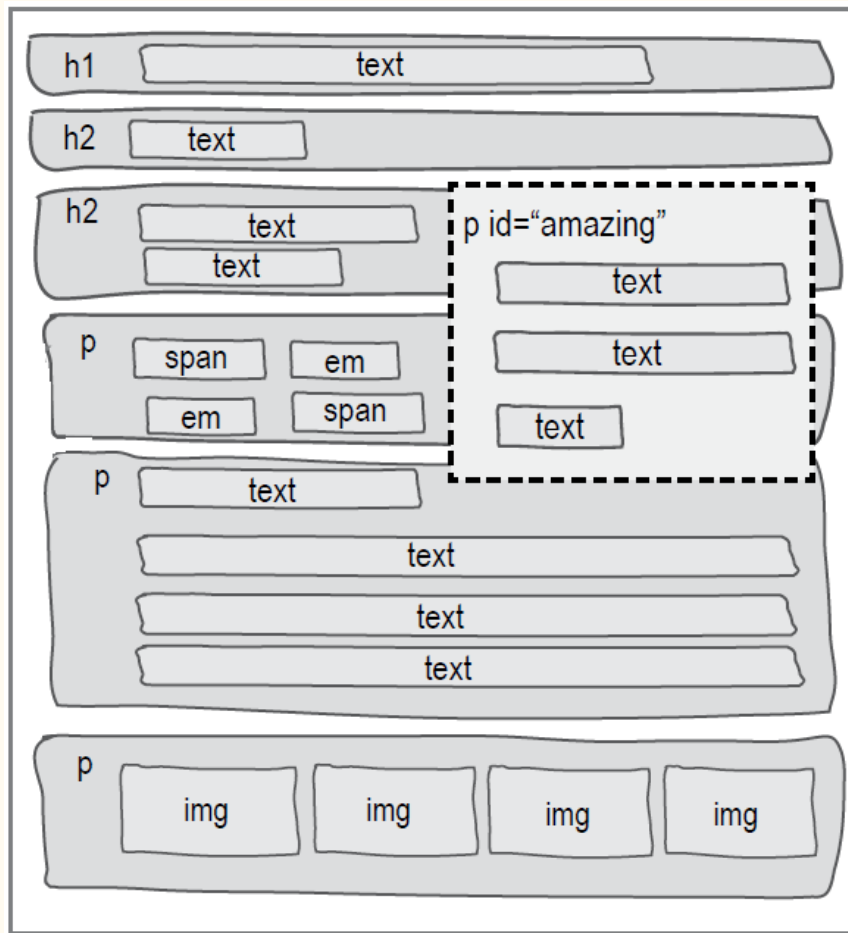 h1 text
h2 text
h2 text
text
p id=“amazing”
text
text
text
p span em
em span
p text
text
text
text
p img img img img